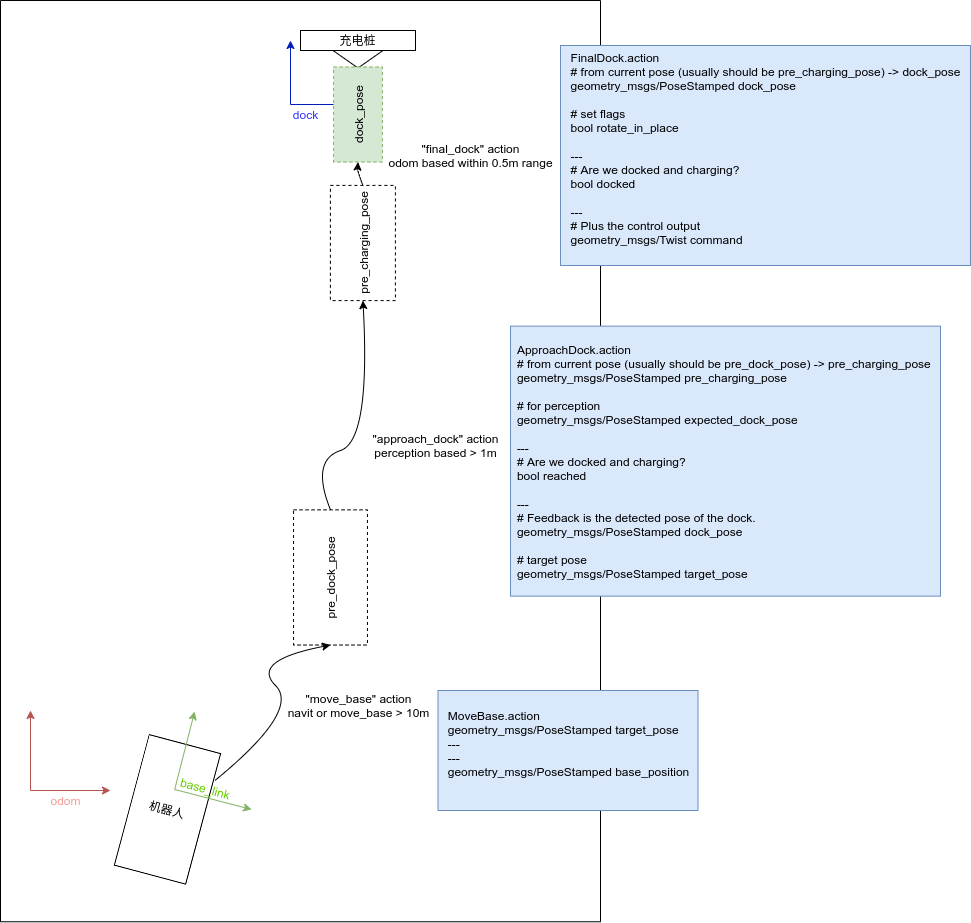 充电桩
dock
dock_pose
"final_dock" action
odom based within 0.5m range
FinalDock.action
# from current pose (usually should be pre_charging_pose) -> dock_pose
geometry_msgs/PoseStamped dock_pose
# set flags
bool rotate_in_place
---
# Are we docked and charging?
bool docked
---
# Plus the control output
geometry_msgs/Twist command
pre_charging_pose
"approach_dock" action
perception based > 1m
ApproachDock.action
# from current pose (usually should be pre_dock_pose) -> pre_charging_pose
geometry_msgs/PoseStamped pre_charging_pose
# for perception
geometry_msgs/PoseStamped expected_dock_pose
---
# Are we docked and charging?
bool reached
---
# Feedback is the detected pose of the dock.
geometry_msgs/PoseStamped dock_pose
# target pose
geometry_msgs/PoseStamped target_pose
pre_dock_pose
"move_base" action
navit or move_base > 10m
MoveBase.action
geometry_msgs/PoseStamped target_pose
---
---
geometry_msgs/PoseStamped base_position
odom
base_link
机器人